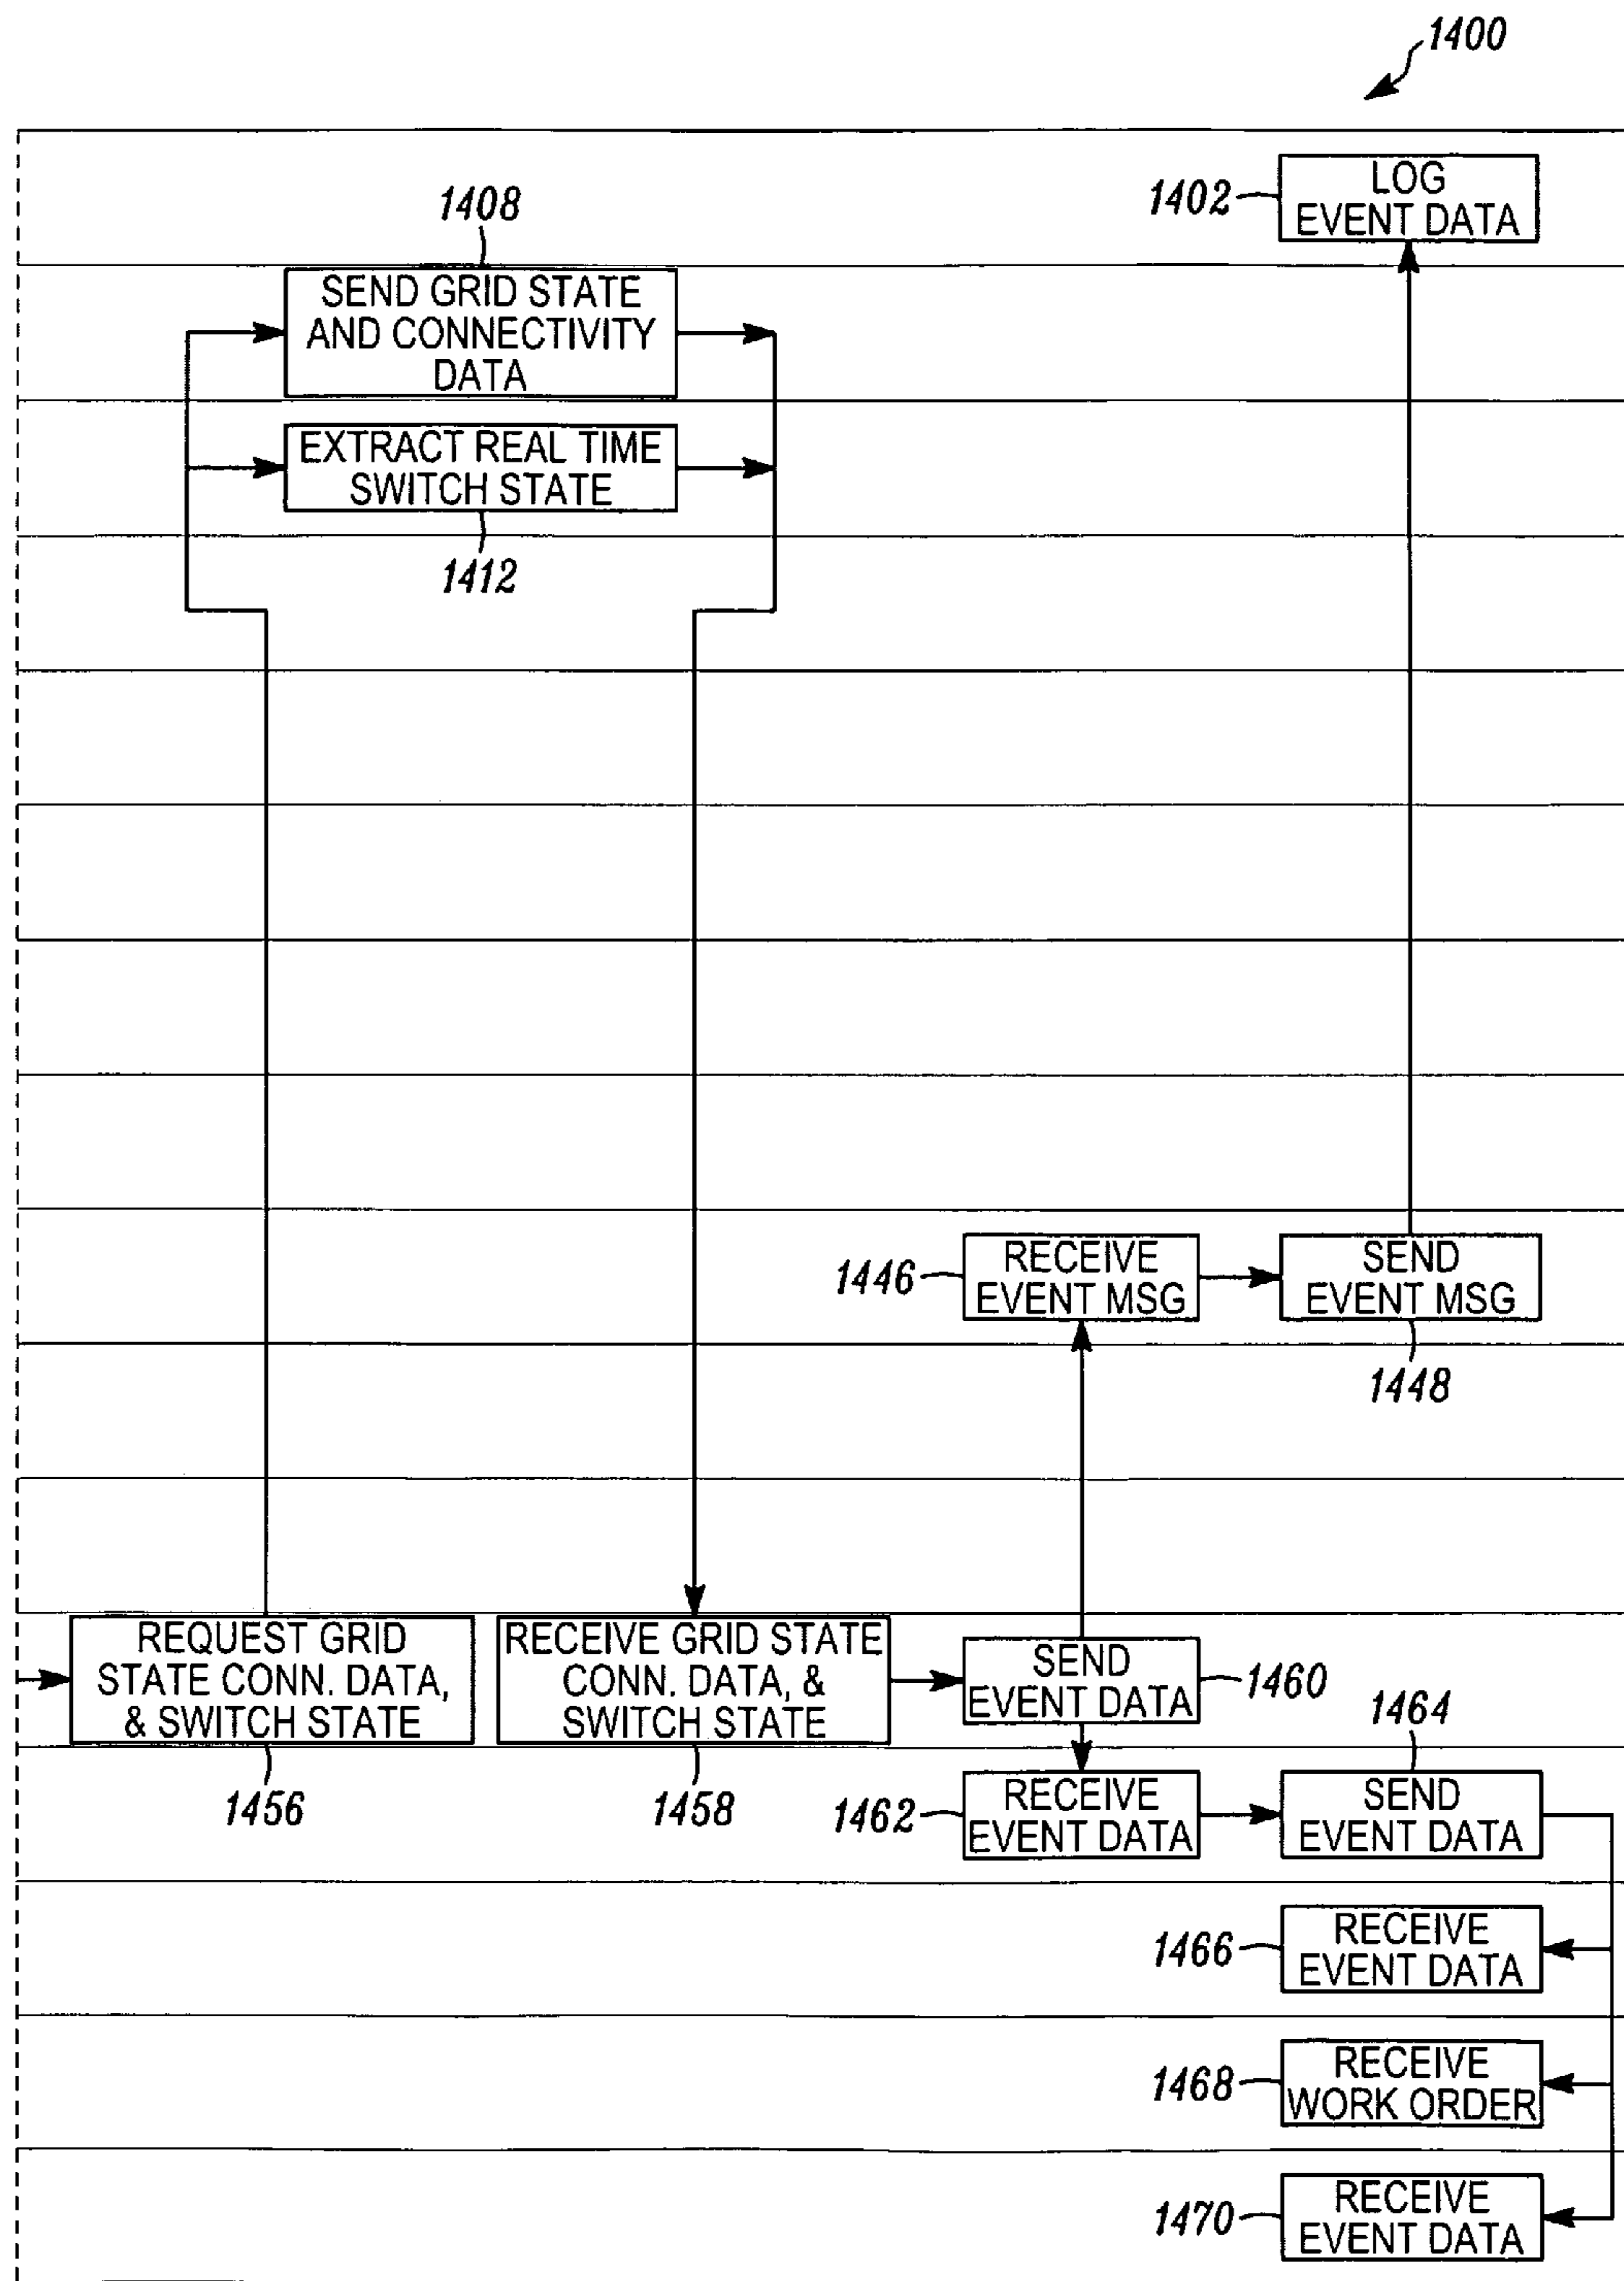 1400
1402
LOG
EVENT DATA
1408
SEND GRID STATE
AND CONNECTIVITY
DATA
EXTRACT REAL TIME
SWITCH STATE
1412
1446
RECEIVE
EVENT MSG
SEND
EVENT MSG
1448
REQUEST GRID
STATE CONN. DATA,
& SWITCH STATE
1456
RECEIVE GRID STATE
CONN. DATA, &
SWITCH STATE
1458
SEND
EVENT DATA
1460
1464
1462
RECEIVE
EVENT DATA
SEND
EVENT DATA
1466
RECEIVE
EVENT DATA
1468
RECEIVE
WORK ORDER
1470
RECEIVE
EVENT DATA